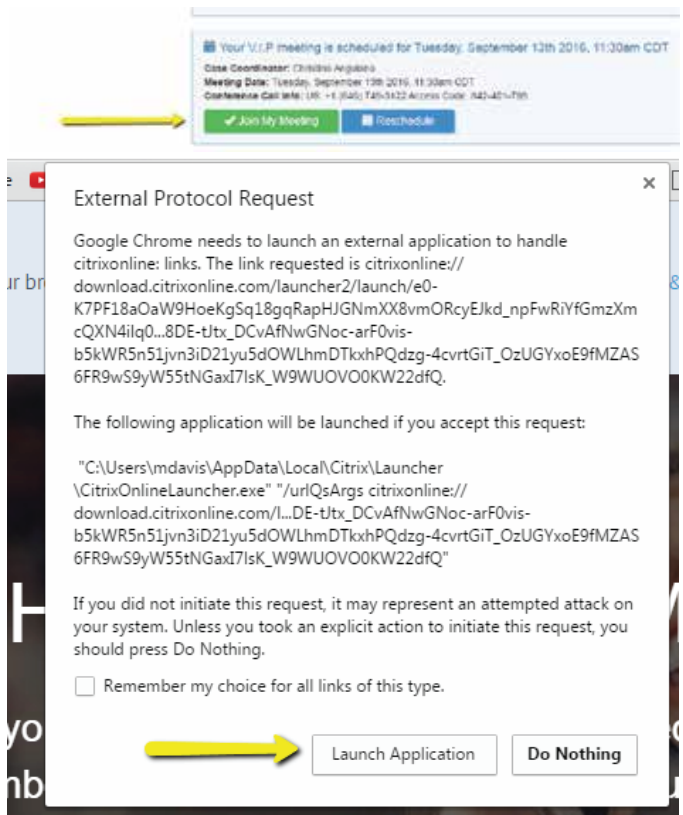 Your V.I.P meeting is scheduled for Tuesday, September 13th 2016, 11:30am CDT
Case Coordinator: Christina
Meeting Date: Tuesday, September 13th 2016, 11:30am CDT
Conference Call Info: US: +1 (646) Access Code:
Join My Meeting Reschedule
External Protocol Request
Google Chrome needs to launch an external application to handle
citrixonline: links. The link requested is citrixonline://
download.citrixonline.com/launcher2/launch/e0-
K7PF18aOaW9HoeKgSq18gqRapHJGNmXX8vmORcyEJkd_npFwRiYfGmzXm
cQXN4ilq0...8DE-tJtx_DCvAfNwGNoc-arF0vis-
b5kWR5n51jvn3iD21yu5dOWLhmDTkxhPQdzg-4cvrtGiT_OzUGYxoE9fMZAS
6FR9wS9yW55tNGaxI7IsK_W9WUOVO0KW22dfQ.
The following application will be launched if you accept this request:
"C:\Users\mdavis\AppData\Local\Citrix\Launcher
\CitrixOnlineLauncher.exe" "/urlQsArgs citrixonline://
download.citrixonline.com/l...DE-tJtx_DCvAfNwGNoc-arF0vis-
b5kWR5n51jvn3iD21yu5dOWLhmDTkxhPQdzg-4cvrtGiT_OzUGYxoE9fMZAS
6FR9wS9yW55tNGaxI7IsK_W9WUOVO0KW22dfQ"
If you did not initiate this request, it may represent an attempted attack on
your system. Unless you took an explicit action to initiate this request, you
should press Do Nothing.
Remember my choice for all links of this type.
Launch Application Do Nothing